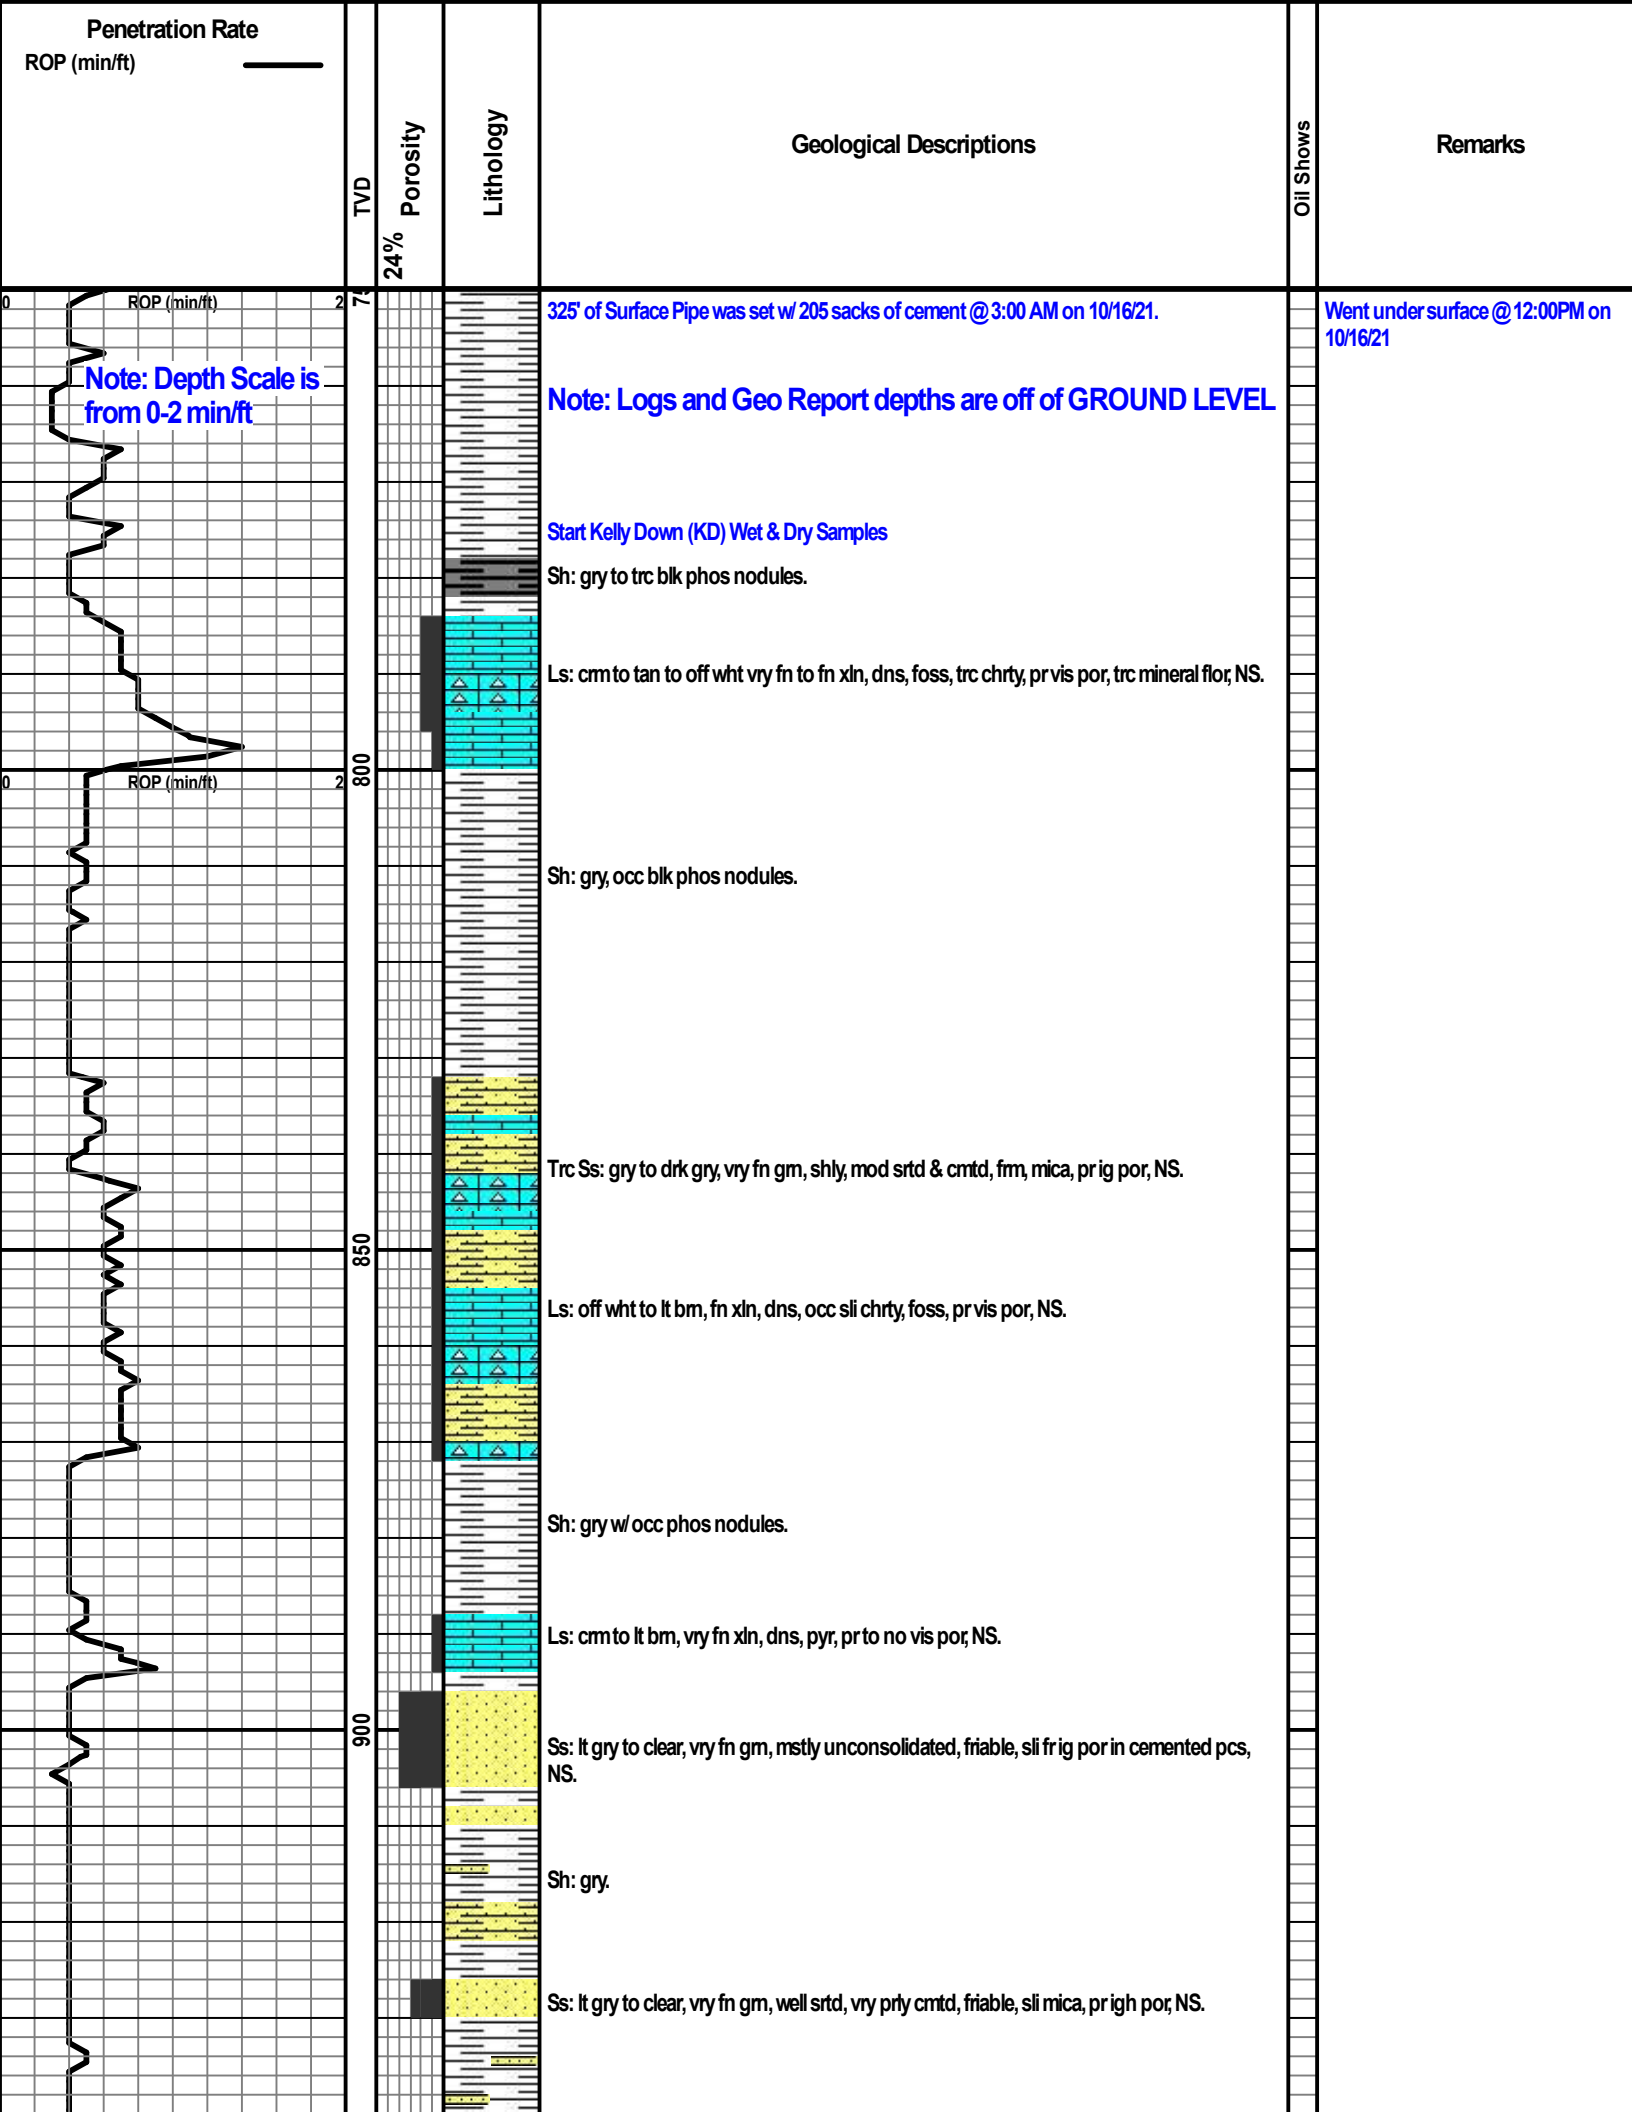 Penetration Rate
ROP (min/ft)
TVD
24%
Porosity
Lithology
Geological Descriptions
Oil Shows
Remarks
0 ROP (min/ft) 2
325' of Surface Pipe was set w/ 205 sacks of cement @ 3:00 AM on 10/16/21.
Went under surface @ 12:00PM on
10/16/21
Note: Depth Scale is
from 0-2 min/ft
Note: Logs and Geo Report depths are off of GROUND LEVEL
Start Kelly Down (KD) Wet & Dry Samples
Sh: gry to trc blk phos nodules.
Ls: crm to tan to off wht vry fn to fn xln, dns, foss, trc chrty, pr vis por, trc mineral flor, NS.
800
0 ROP (min/ft) 2
Sh: gry, occ blk phos nodules.
Trc Ss: gry to drk gry, vry fn grn, shly, mod srtd & cmtd, frm, mica, pr ig por, NS.
850
Ls: off wht to lt brn, fn xln, dns, occ sli chrty, foss, pr vis por, NS.
Sh: gry w/ occ phos nodules.
Ls: crm to lt brn, vry fn xln, dns, pyr, pr to no vis por, NS.
900
Ss: lt gry to clear, vry fn grn, mstly unconsolidated, friable, sli fr ig por in cemented pcs,
NS.
Sh: gry.
Ss: lt gry to clear, vry fn grn, well srtd, vry prly cmtd, friable, sli mica, pr igh por, NS.